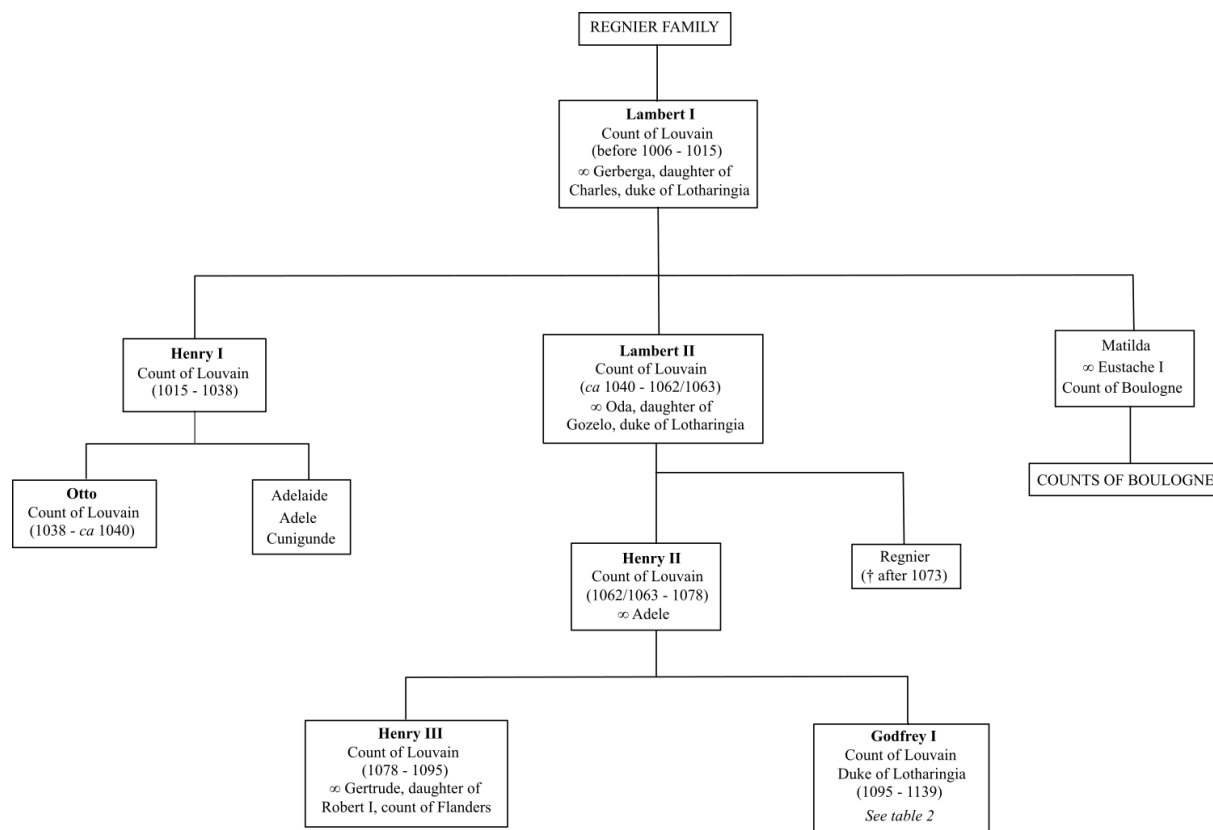 REGNIER FAMILY
Lambert I
Count of Louvain
(before 1006 - 1015)
∞ Gerberga, daughter of
Charles, duke of Lotharingia
Henry I
Count of Louvain
(1015 - 1038)
Lambert II
Count of Louvain
(ca 1040 - 1062/1063)
∞ Oda, daughter of
Gozelo, duke of Lotharingia
Matilda
∞ Eustache I
Count of Boulogne
Otto
Count of Louvain
(1038 - ca 1040)
Adelaide
Adele
Cunigunde
COUNTS OF BOULOGNE
Henry II
Count of Louvain
(1062/1063 - 1078)
∞ Adele
Regnier
(† after 1073)
Henry III
Count of Louvain
(1078 - 1095)
∞ Gertrude, daughter of
Robert I, count of Flanders
Godfrey I
Count of Louvain
Duke of Lotharingia
(1095 - 1139)
See table 2